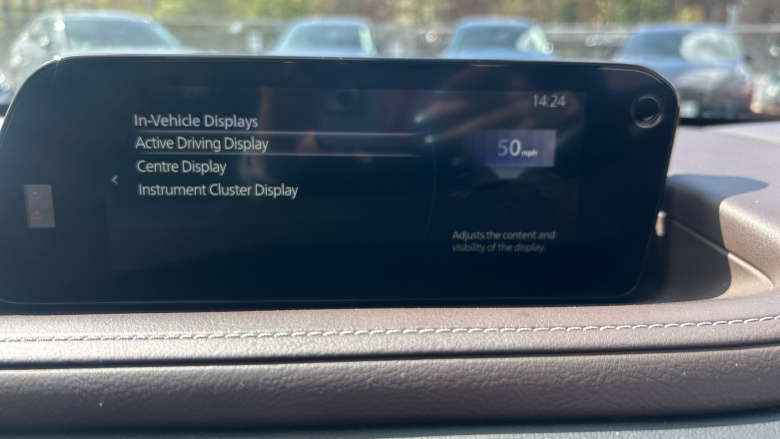 14:24
In-Vehicle Displays
Active Driving Display
Centre Display
Instrument Cluster Display
50 mph
Adjusts the content and
visibility of the display.